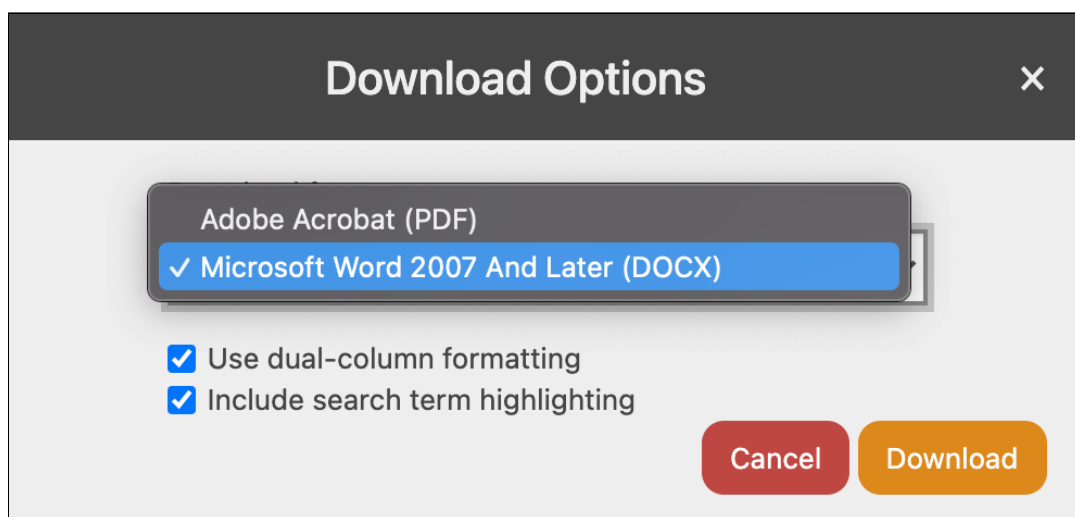 Download Options
×
Adobe Acrobat (PDF)
✓ Microsoft Word 2007 And Later (DOCX)
Use dual-column formatting
Include search term highlighting
Cancel Download